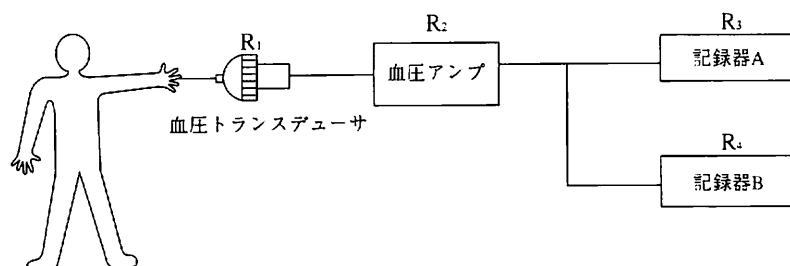 R₁
R₂
R₃
血圧アンプ
記録器A
血圧トランスデューサ
R₄
記録器B